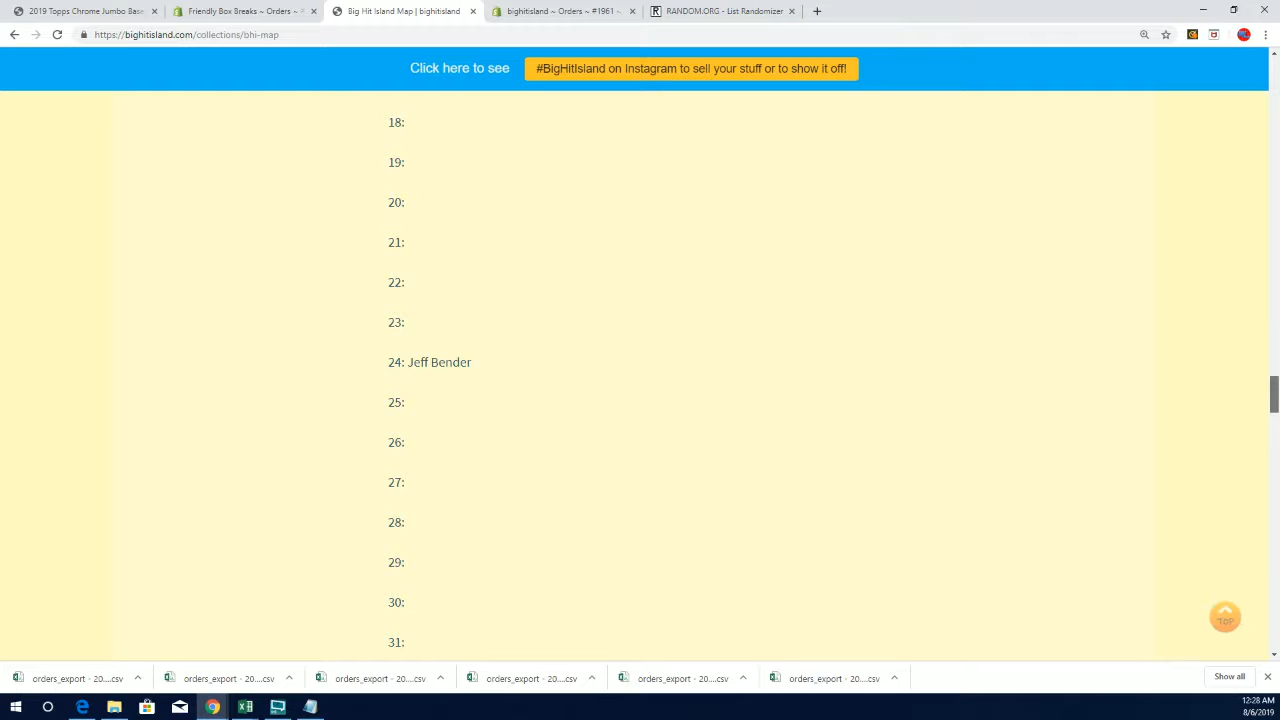 2019 Topps Chrome Jumbo Base
Friendly Box Breaks ~ Orders ~
Big Hit Island Map | bighitisland
bighitisland ~ Orders ~ #1961 ~
RANDOM.ORG - List Randomizer
https://bighitisland.com/collections/bhi-map
Click here to see
#BigHitIsland on Instagram to sell your stuff or to show it off!
18:
19:
20:
21:
22:
23:
24: Jeff Bender
25:
26:
27:
28:
29:
30:
31:
TOP
orders_export - 20....csv
orders_export - 20....csv
orders_export - 20....csv
orders_export - 20....csv
orders_export - 20....csv
orders_export - 20....csv
Show all
12:28 AM
8/6/2019